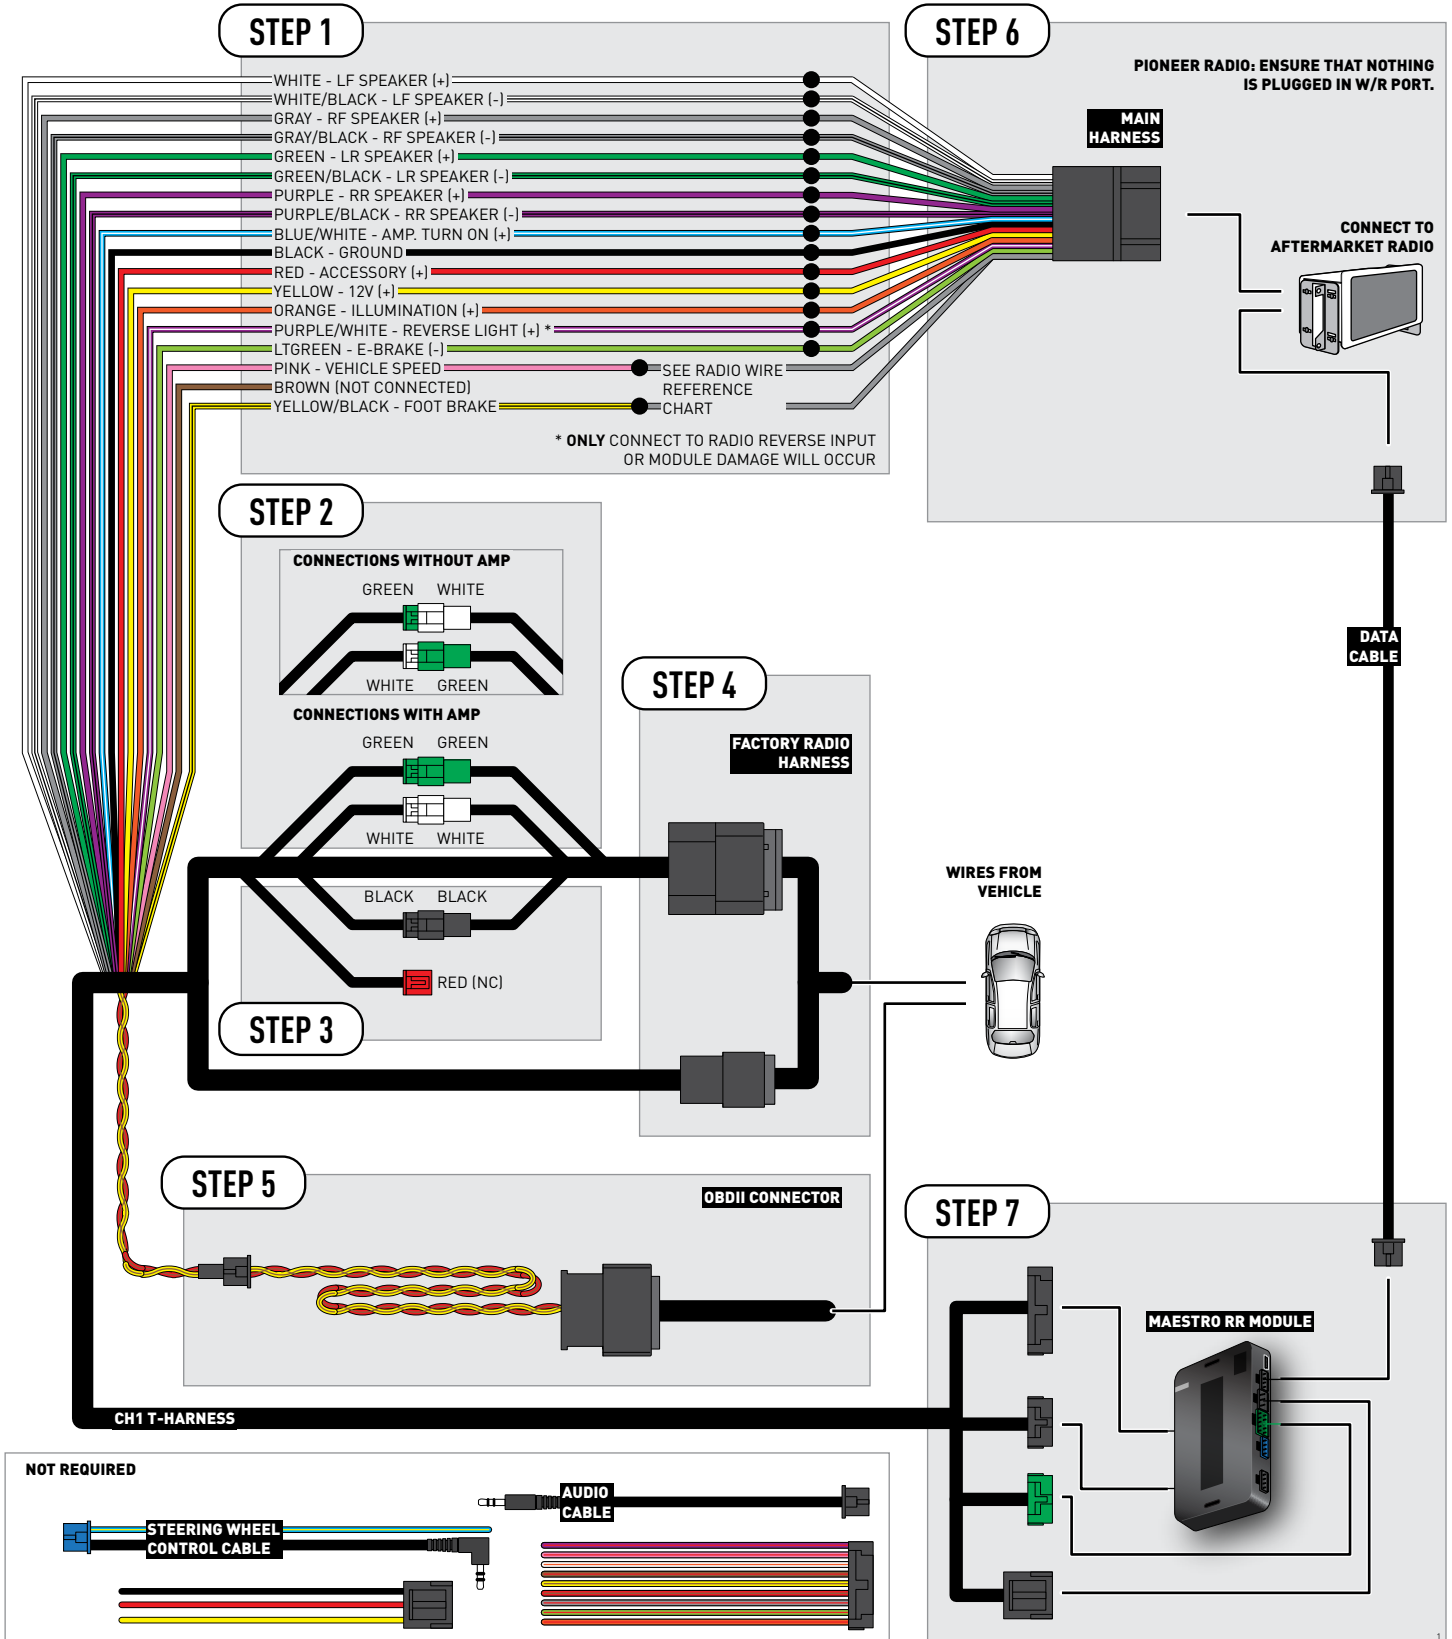 STEP 1
WHITE - LF SPEAKER (+)
WHITE/BLACK - LF SPEAKER (-)
GRAY - RF SPEAKER (+)
GRAY/BLACK - RF SPEAKER (-)
GREEN - LR SPEAKER (+)
GREEN/BLACK - LR SPEAKER (-)
PURPLE - RR SPEAKER (+)
PURPLE/BLACK - RR SPEAKER (-)
BLUE/WHITE - AMP. TURN ON (+)
BLACK - GROUND
RED - ACCESSORY (+)
YELLOW - 12V (+)
ORANGE - ILLUMINATION (+)
PURPLE/WHITE - REVERSE LIGHT (+) *
LTGREEN - E-BRAKE (-)
PINK - VEHICLE SPEED
BROWN (NOT CONNECTED)
YELLOW/BLACK - FOOT BRAKE
SEE RADIO WIRE
REFERENCE
CHART
* ONLY CONNECT TO RADIO REVERSE INPUT
OR MODULE DAMAGE WILL OCCUR
STEP 6
PIONEER RADIO: ENSURE THAT NOTHING
IS PLUGGED IN W/R PORT.
MAIN
HARNESS
CONNECT TO
AFTERMARKET RADIO
DATA
CABLE
STEP 2
CONNECTIONS WITHOUT AMP
GREEN WHITE
WHITE GREEN
CONNECTIONS WITH AMP
GREEN GREEN
WHITE WHITE
BLACK BLACK
RED (NC)
STEP 3
STEP 4
FACTORY RADIO
HARNESS
WIRES FROM
VEHICLE
STEP 5
OBDII CONNECTOR
STEP 7
MAESTRO RR MODULE
CH1 T-HARNESS
NOT REQUIRED
STEERING WHEEL
CONTROL CABLE
AUDIO
CABLE
1